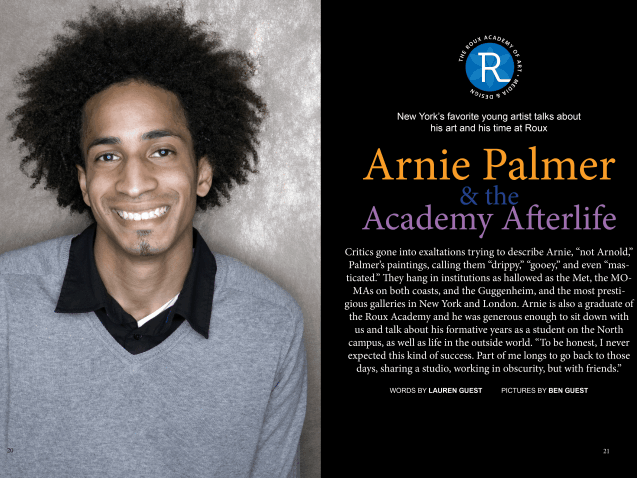 THE ROUX ACADEMY OF ART MEDIA & DESIGN
R
New York’s favorite young artist talks about
his art and his time at Roux
Arnie Palmer
& the
Academy Afterlife
Critics gone into exaltations trying to describe Arnie, “not Arnold,”
Palmer’s paintings, calling them “drippy,” “gooey,” and even “mas-
ticated.” They hang in institutions as hallowed as the Met, the MO-
MAs on both coasts, and the Guggenheim, and the most presti-
gious galleries in New York and London. Arnie is also a graduate of
the Roux Academy and he was generous enough to sit down with
us and talk about his formative years as a student on the North
campus, as well as life in the outside world. “To be honest, I never
expected this kind of success. Part of me longs to go back to those
days, sharing a studio, working in obscurity, but with friends.”
WORDS BY LAUREN GUEST PICTURES BY BEN GUEST
20
21